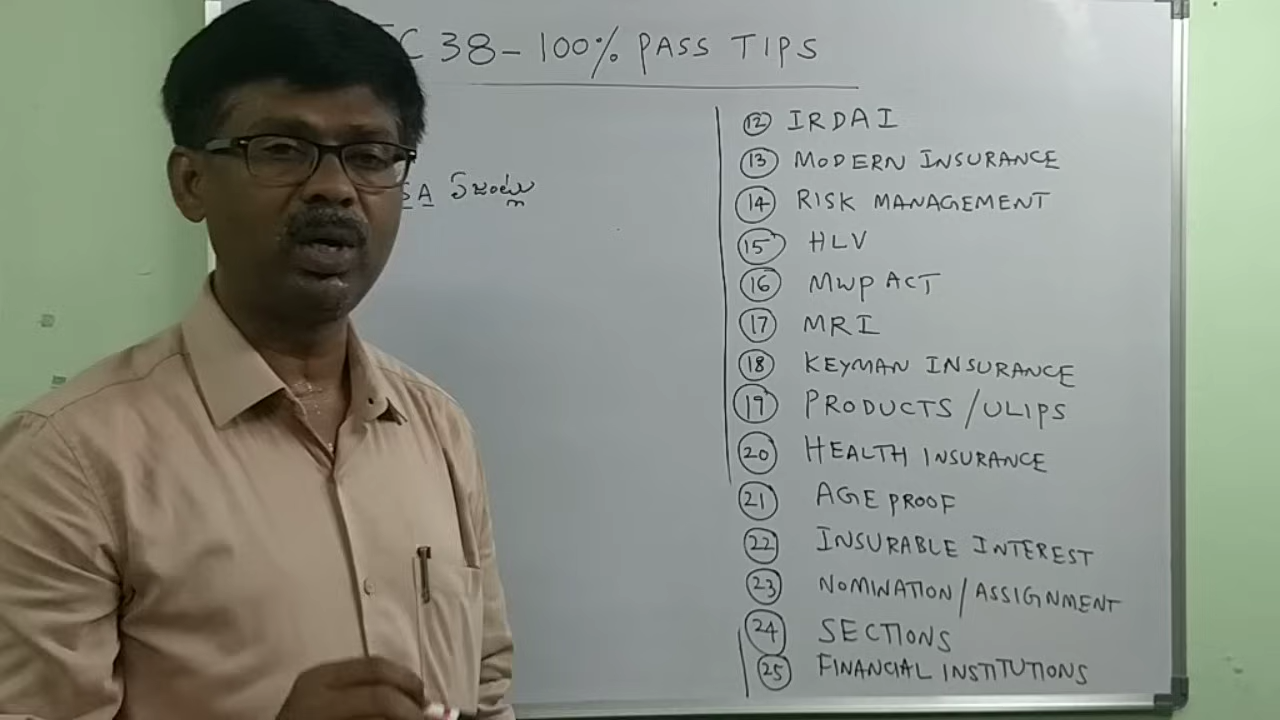 C 38 - 100% PASS TIPS
SA
12 IRDAI
13 MODERN INSURANCE
14 RISK MANAGEMENT
15 HLV
16 MWP ACT
17 MRI
18 KEYMAN INSURANCE
19 PRODUCTS / ULIPS
20 HEALTH INSURANCE
21 AGE PROOF
22 INSURABLE INTEREST
23 NOMINATION / ASSIGNMENT
24 SECTIONS
25 FINANCIAL INSTITUTIONS